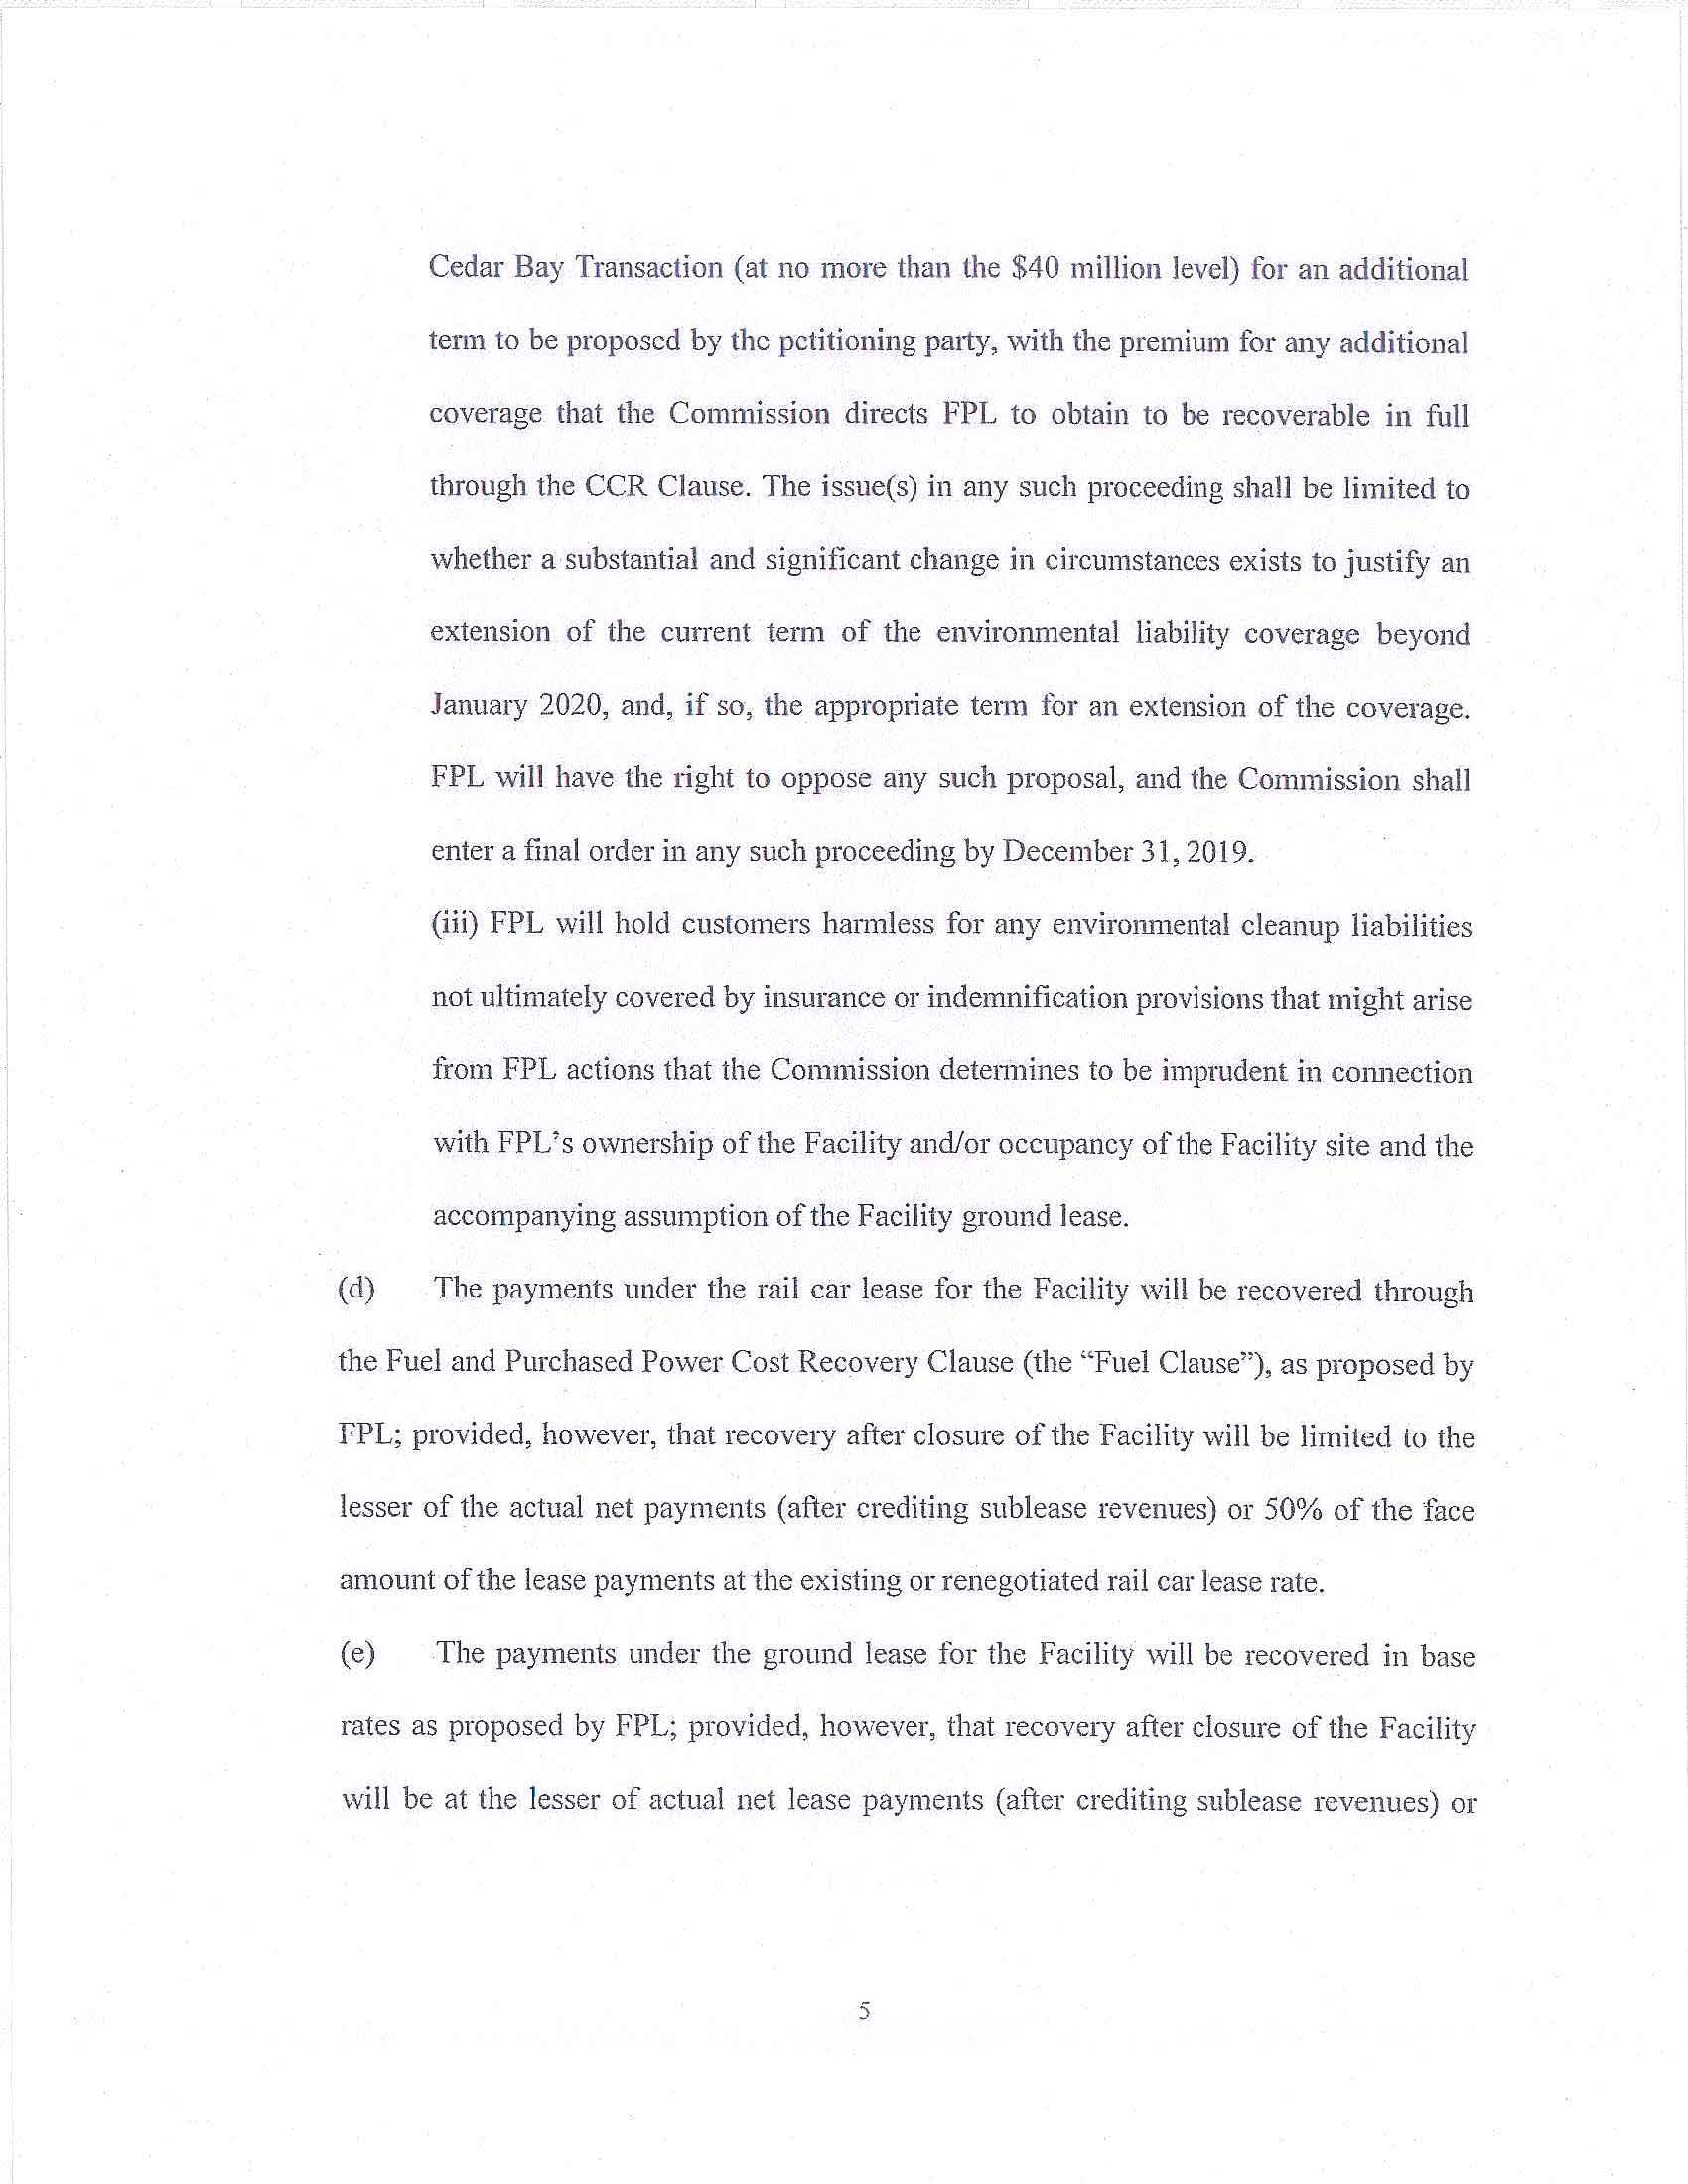 Cedar Bay Transaction (at no more than the $40 million level) for an additional
term to be proposed by the petitioning party, with the premium for any additional
coverage that the Commission directs FPL to obtain to be recoverable in full
through the CCR Clause. The issue(s) in any such proceeding shall be limited to
whether a substantial and significant change in circumstances exists to justify an
extension of the current term of the environmental liability coverage beyond
January 2020, and, if so, the appropriate term for an extension of the coverage.
FPL will have the right to oppose any such proposal, and the Commission shall
enter a final order in any such proceeding by December 31, 2019.
(iii) FPL will hold customers harmless for any environmental cleanup liabilities
not ultimately covered by insurance or indemnification provisions that might arise
from FPL actions that the Commission determines to be imprudent in connection
with FPL's ownership of the Facility and/or occupancy of the Facility site and the
accompanying assumption of the Facility ground lease.
(d) The payments under the rail car lease for the Facility will be recovered through
the Fuel and Purchased Power Cost Recovery Clause (the “Fuel Clause”), as proposed by
FPL; provided, however, that recovery after closure of the Facility will be limited to the
lesser of the actual net payments (after crediting sublease revenues) or 50% of the face
amount of the lease payments at the existing or renegotiated rail car lease rate.
(e) The payments under the ground lease for the Facility will be recovered in base
rates as proposed by FPL; provided, however, that recovery after closure of the Facility
will be at the lesser of actual net lease payments (after crediting sublease revenues) or
5